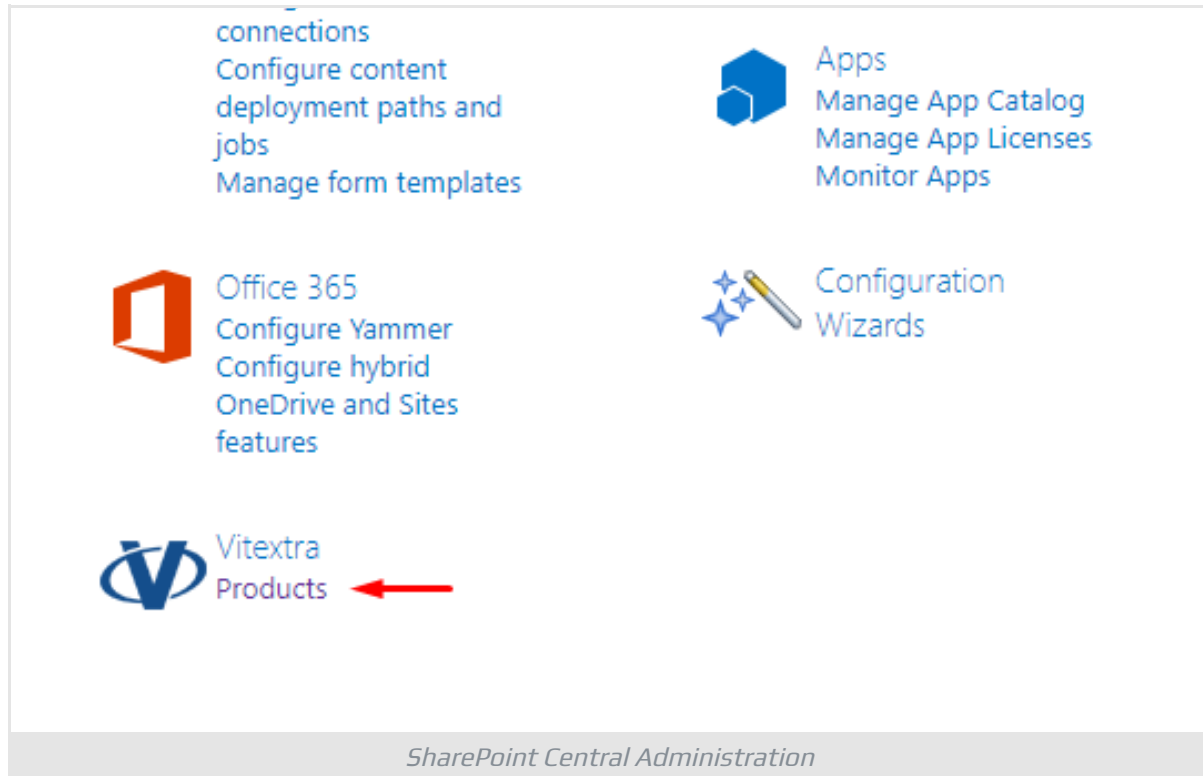 connections
Configure content
deployment paths and
jobs
Manage form templates
Apps
Manage App Catalog
Manage App Licenses
Monitor Apps
Office 365
Configure Yammer
Configure hybrid
OneDrive and Sites
features
Configuration
Wizards
Vitextra
Products
SharePoint Central Administration